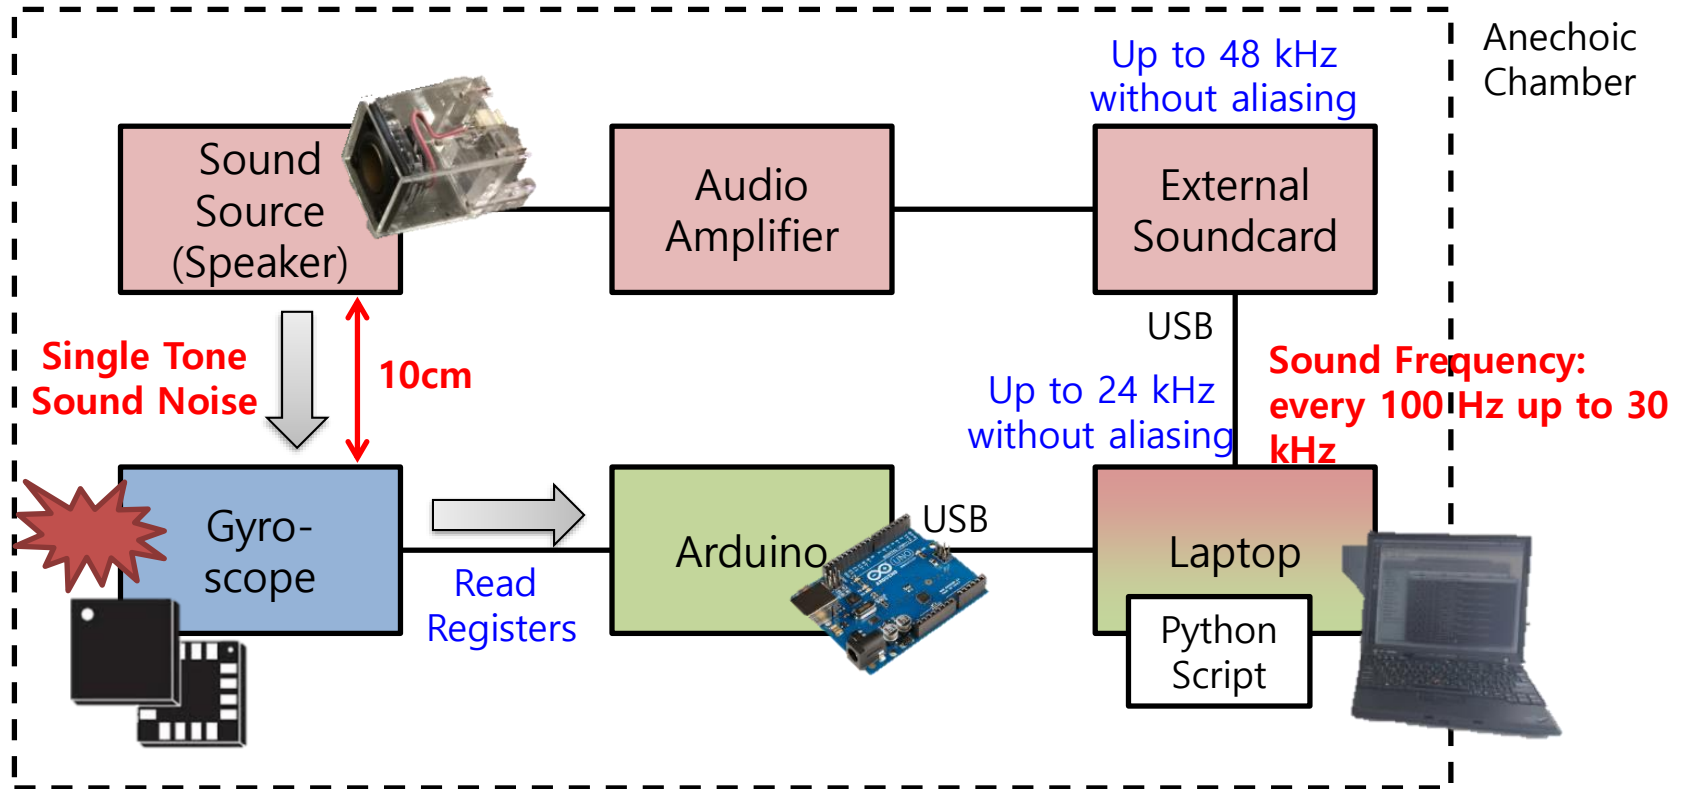 Anechoic
Chamber
Up to 48 kHz
without aliasing
Sound
Source
(Speaker)
Audio
Amplifier
External
Soundcard
USB
Single Tone
Sound Noise
10cm
Up to 24 kHz
without aliasing
Sound Frequency:
every 100 Hz up to 30
kHz
Gyro-
scope
Read
Registers
Arduino
USB
Laptop
Python
Script